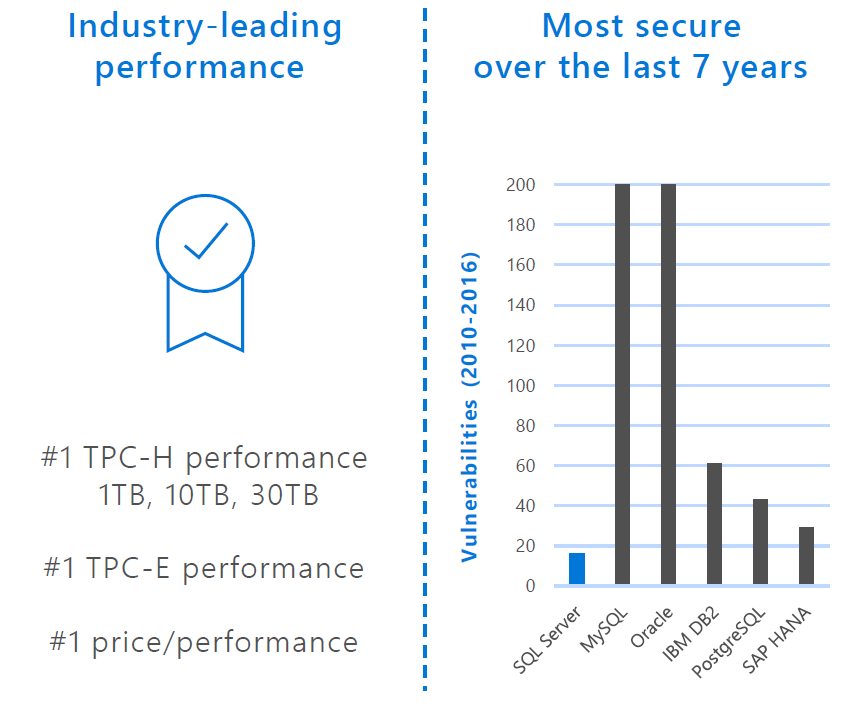 Industry-leading
performance
#1 TPC-H performance
1TB, 10TB, 30TB
#1 TPC-E performance
#1 price/performance
Most secure
over the last 7 years
Vulnerabilities (2010-2016)
200
180
160
140
120
100
80
60
40
20
0
SQL Server
MySQL
Oracle
IBM DB2
PostgreSQL
SAP HANA